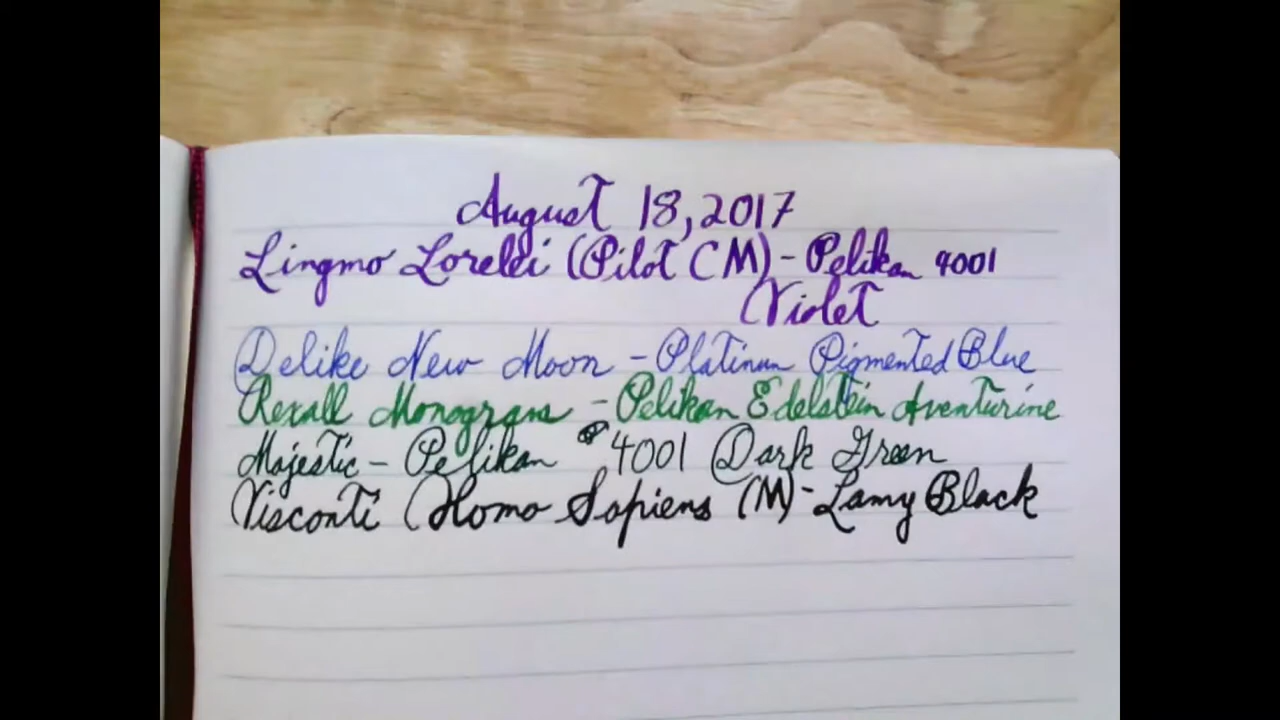 August 18, 2017
Lingmo Lorelei (Pilot CM) - Pelikan 4001
Violet
Delike New Moon - Platinum Pigmented Blue
Rexall Monogram - Pelikan Edelstein Aventurine
Majestic - Pelikan 4001 Dark Green
Visconti Homo Sapiens (M) - Lamy Black